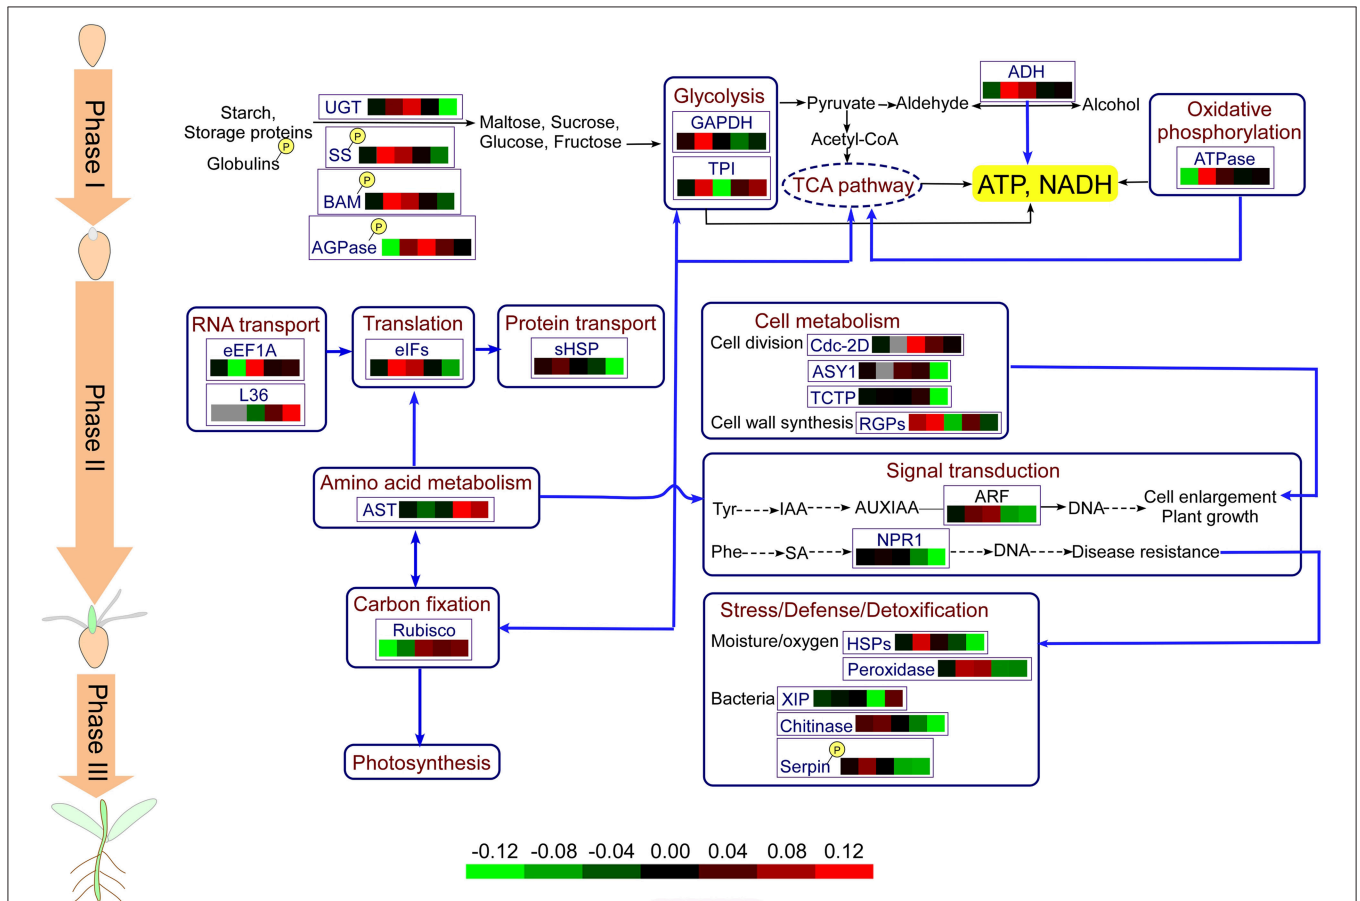 Phase I
Phase II
Phase III
Starch,
Storage proteins
Globulins
P
UGT
SS
P
BAM
P
AGPase
P
Maltose, Sucrose,
Glucose, Fructose
Glycolysis
GAPDH
TPI
Pyruvate
Aldehyde
ADH
Alcohol
Acetyl-CoA
TCA pathway
ATP, NADH
Oxidative
phosphorylation
ATPase
RNA transport
eEF1A
L36
Translation
eIFs
Protein transport
sHSP
Cell metabolism
Cell division
Cdc-2D
ASY1
TCTP
Cell wall synthesis
RGPs
Amino acid metabolism
AST
Signal transduction
Tyr
IAA
AUXIAA
ARF
DNA
Cell enlargement
Plant growth
Phe
SA
NPR1
DNA
Disease resistance
Carbon fixation
Rubisco
Photosynthesis
Stress/Defense/Detoxification
Moisture/oxygen
HSPs
Peroxidase
Bacteria
XIP
Chitinase
Serpin
P
-0.12 -0.08 -0.04 0.00 0.04 0.08 0.12